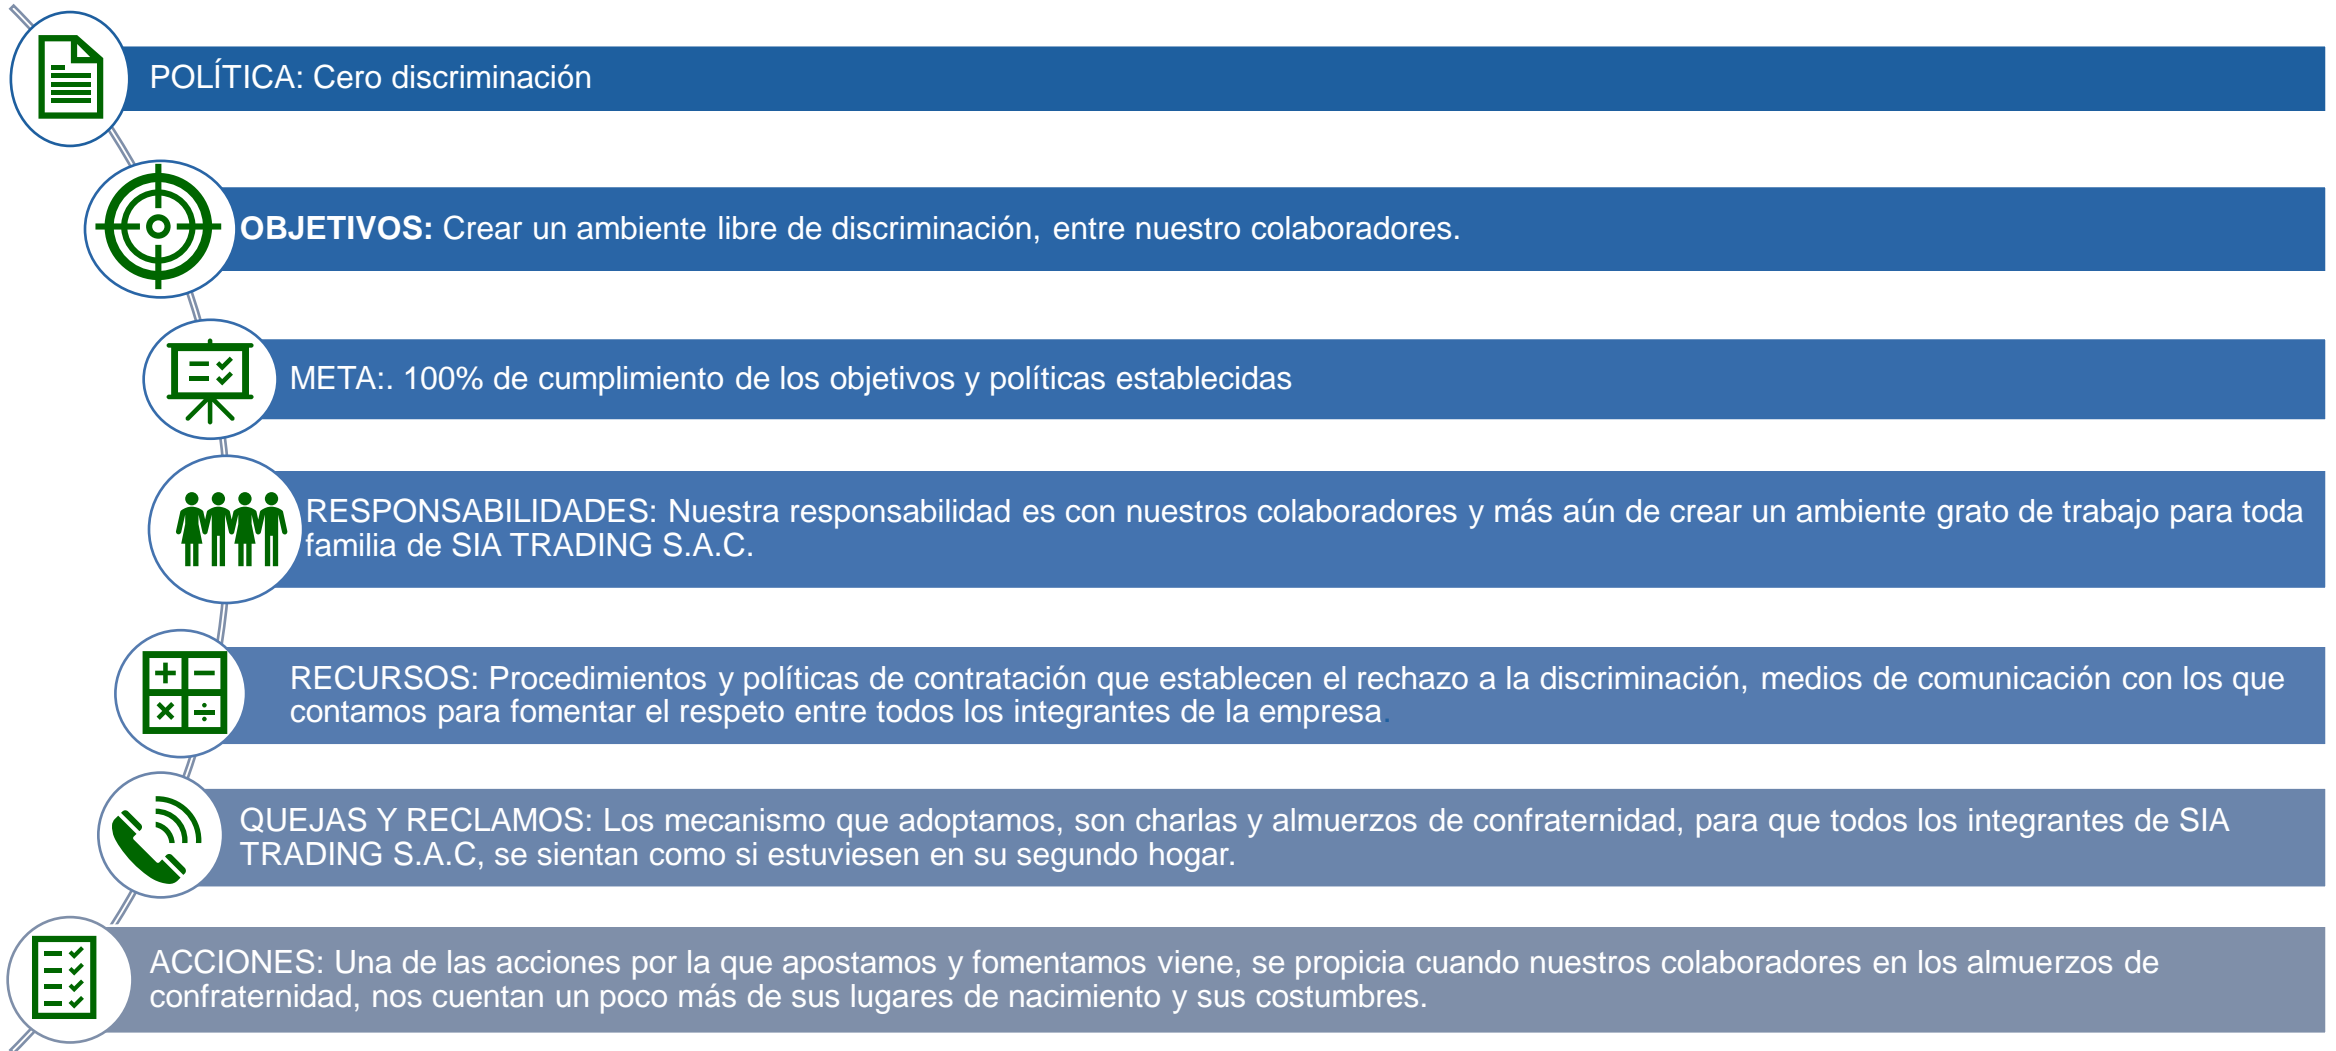 POLÍTICA: Cero discriminación
OBJETIVOS: Crear un ambiente libre de discriminación, entre nuestro colaboradores.
META:. 100% de cumplimiento de los objetivos y políticas establecidas
RESPONSABILIDADES: Nuestra responsabilidad es con nuestros colaboradores y más aún de crear un ambiente grato de trabajo para toda
familia de SIA TRADING S.A.C.
RECURSOS: Procedimientos y políticas de contratación que establecen el rechazo a la discriminación, medios de comunicación con los que
contamos para fomentar el respeto entre todos los integrantes de la empresa.
QUEJAS Y RECLAMOS: Los mecanismo que adoptamos, son charlas y almuerzos de confraternidad, para que todos los integrantes de SIA
TRADING S.A.C, se sientan como si estuviesen en su segundo hogar.
ACCIONES: Una de las acciones por la que apostamos y fomentamos viene, se propicia cuando nuestros colaboradores en los almuerzos de
confraternidad, nos cuentan un poco más de sus lugares de nacimiento y sus costumbres.